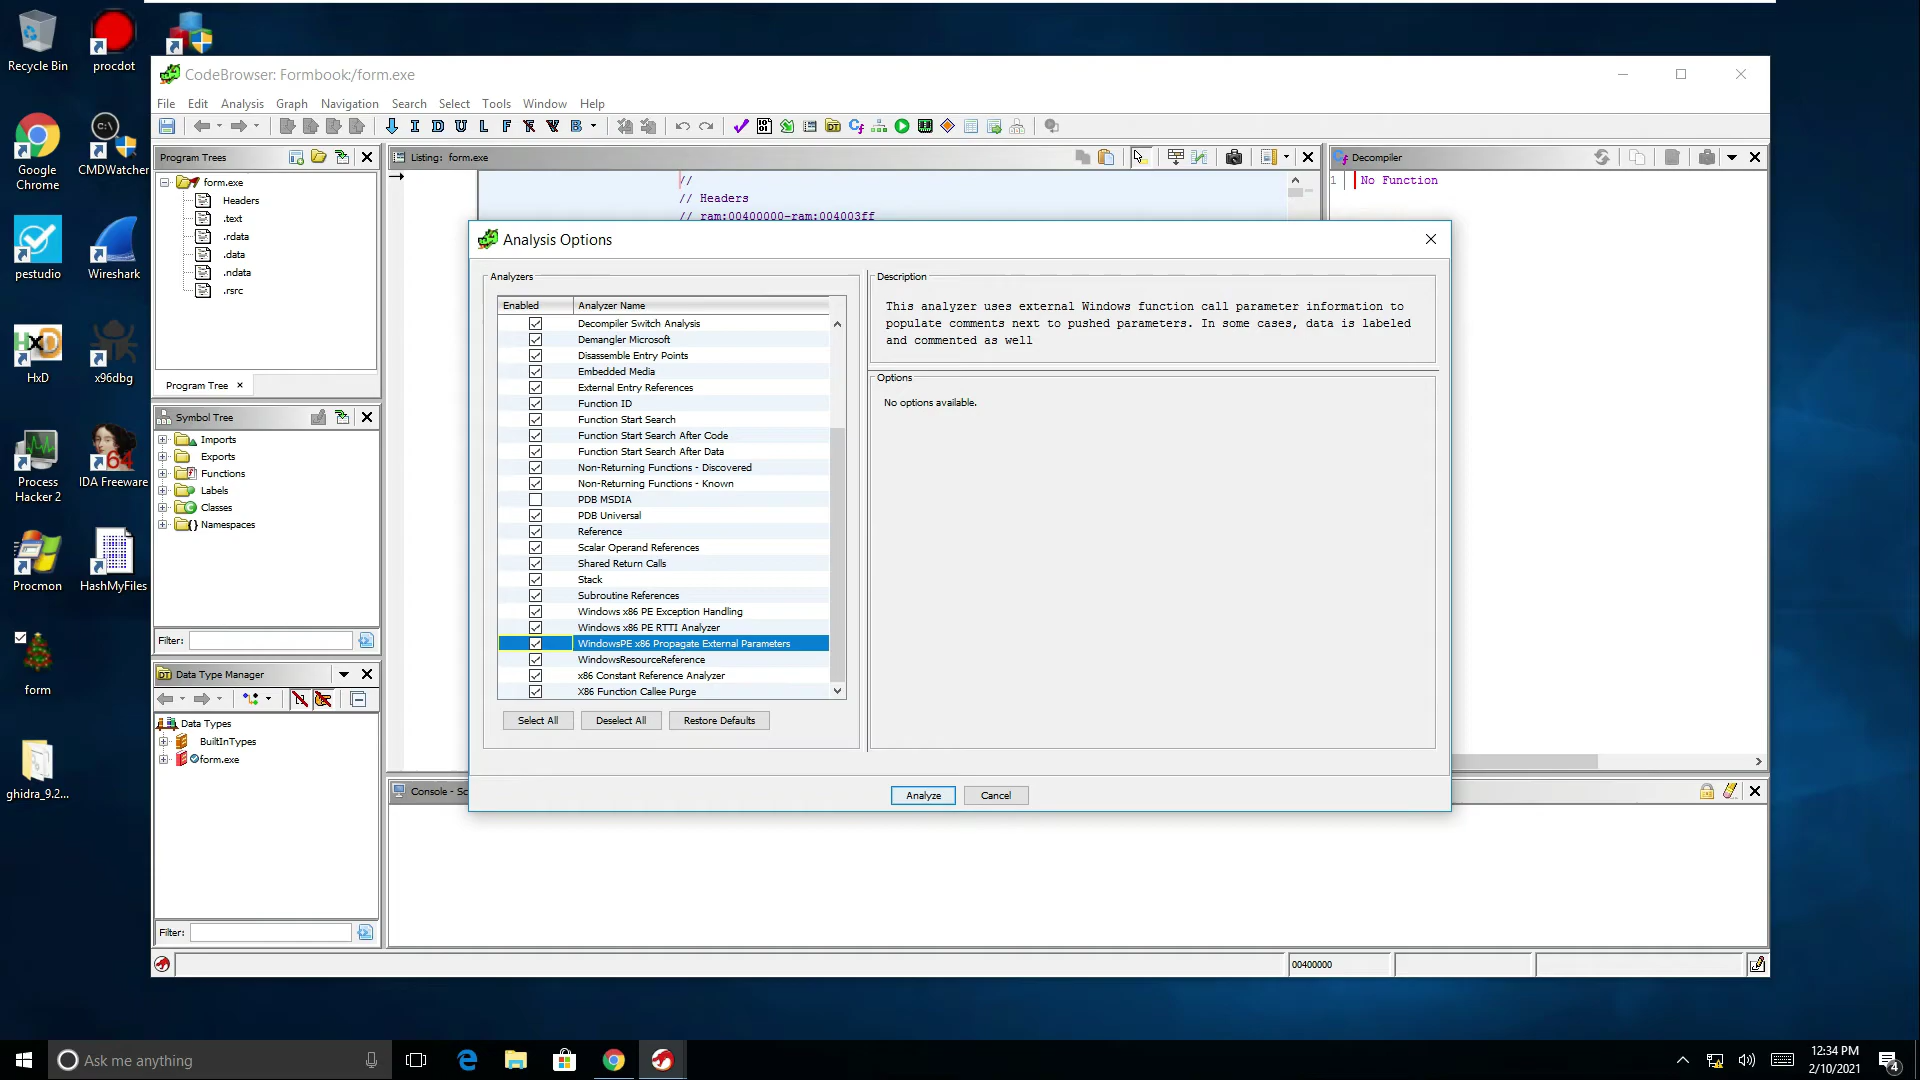 Recycle Bin
procdot
Google
Chrome
CMDWatcher
pestudio
Wireshark
HxD
x96dbg
Process
Hacker 2
IDA Freeware
64
Procmon
HashMyFiles
form
ghidra_9.2...
CodeBrowser: Formbook:/form.exe
File Edit Analysis Graph Navigation Search Select Tools Window Help
I D U L F B
Program Trees
form.exe
Headers
.text
.rdata
.data
.ndata
.rsrc
Program Tree
Symbol Tree
Imports
Exports
Functions
Labels
Classes
Namespaces
Filter:
Data Type Manager
Data Types
BuiltInTypes
form.exe
Filter:
Listing: form.exe
//
// Headers
// ram:00400000-ram:004003ff
Decompiler
1 No Function
Analysis Options
Analyzers
Enabled Analyzer Name
Decompiler Switch Analysis
Demangler Microsoft
Disassemble Entry Points
Embedded Media
External Entry References
Function ID
Function Start Search
Function Start Search After Code
Function Start Search After Data
Non-Returning Functions - Discovered
Non-Returning Functions - Known
PDB MSDIA
PDB Universal
Reference
Scalar Operand References
Shared Return Calls
Stack
Subroutine References
Windows x86 PE Exception Handling
Windows x86 PE RTTI Analyzer
WindowsPE x86 Propagate External Parameters
WindowsResourceReference
x86 Constant Reference Analyzer
X86 Function Callee Purge
Select All Deselect All Restore Defaults
Description
This analyzer uses external Windows function call parameter information to
populate comments next to pushed parameters. In some cases, data is labeled
and commented as well
Options
No options available.
Analyze Cancel
Console - Sc
00400000
Ask me anything
12:34 PM
2/10/2021
4